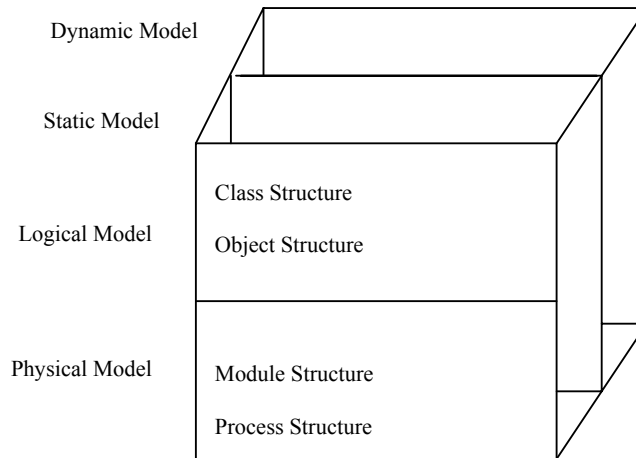 Dynamic Model
Static Model
Class Structure
Logical Model
Object Structure
Physical Model
Module Structure
Process Structure